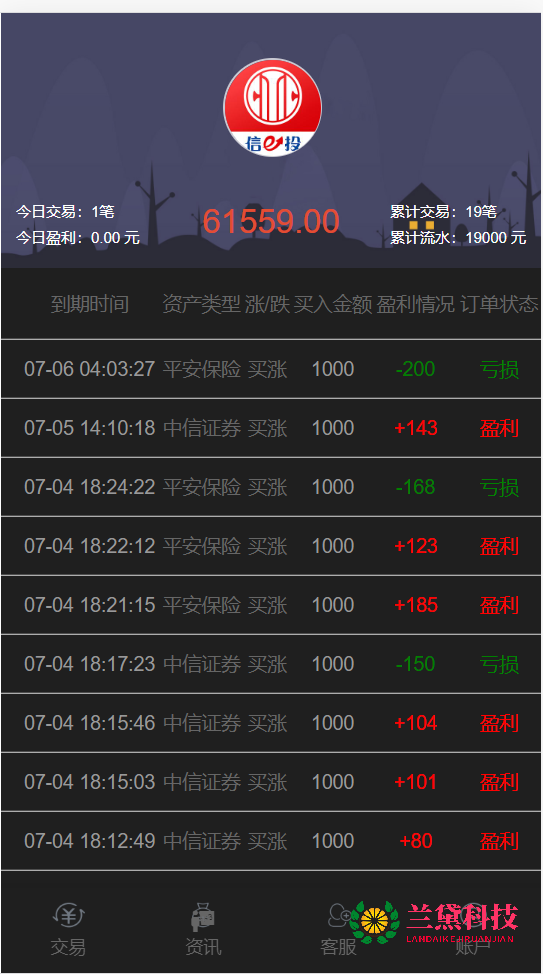 信e投
今日交易：1笔
今日盈利：0.00 元
61559.00
累计交易：19笔
累计流水：19000 元
到期时间 资产类型 涨/跌 买入金额 盈利情况 订单状态
07-06 04:03:27 平安保险 买涨 1000 -200 亏损
07-05 14:10:18 中信证券 买涨 1000 +143 盈利
07-04 18:24:22 平安保险 买涨 1000 -168 亏损
07-04 18:22:12 平安保险 买涨 1000 +123 盈利
07-04 18:21:15 平安保险 买涨 1000 +185 盈利
07-04 18:17:23 中信证券 买涨 1000 -150 亏损
07-04 18:15:46 中信证券 买涨 1000 +104 盈利
07-04 18:15:03 中信证券 买涨 1000 +101 盈利
07-04 18:12:49 中信证券 买涨 1000 +80 盈利
交易 资讯 客服 账户
兰黛科技